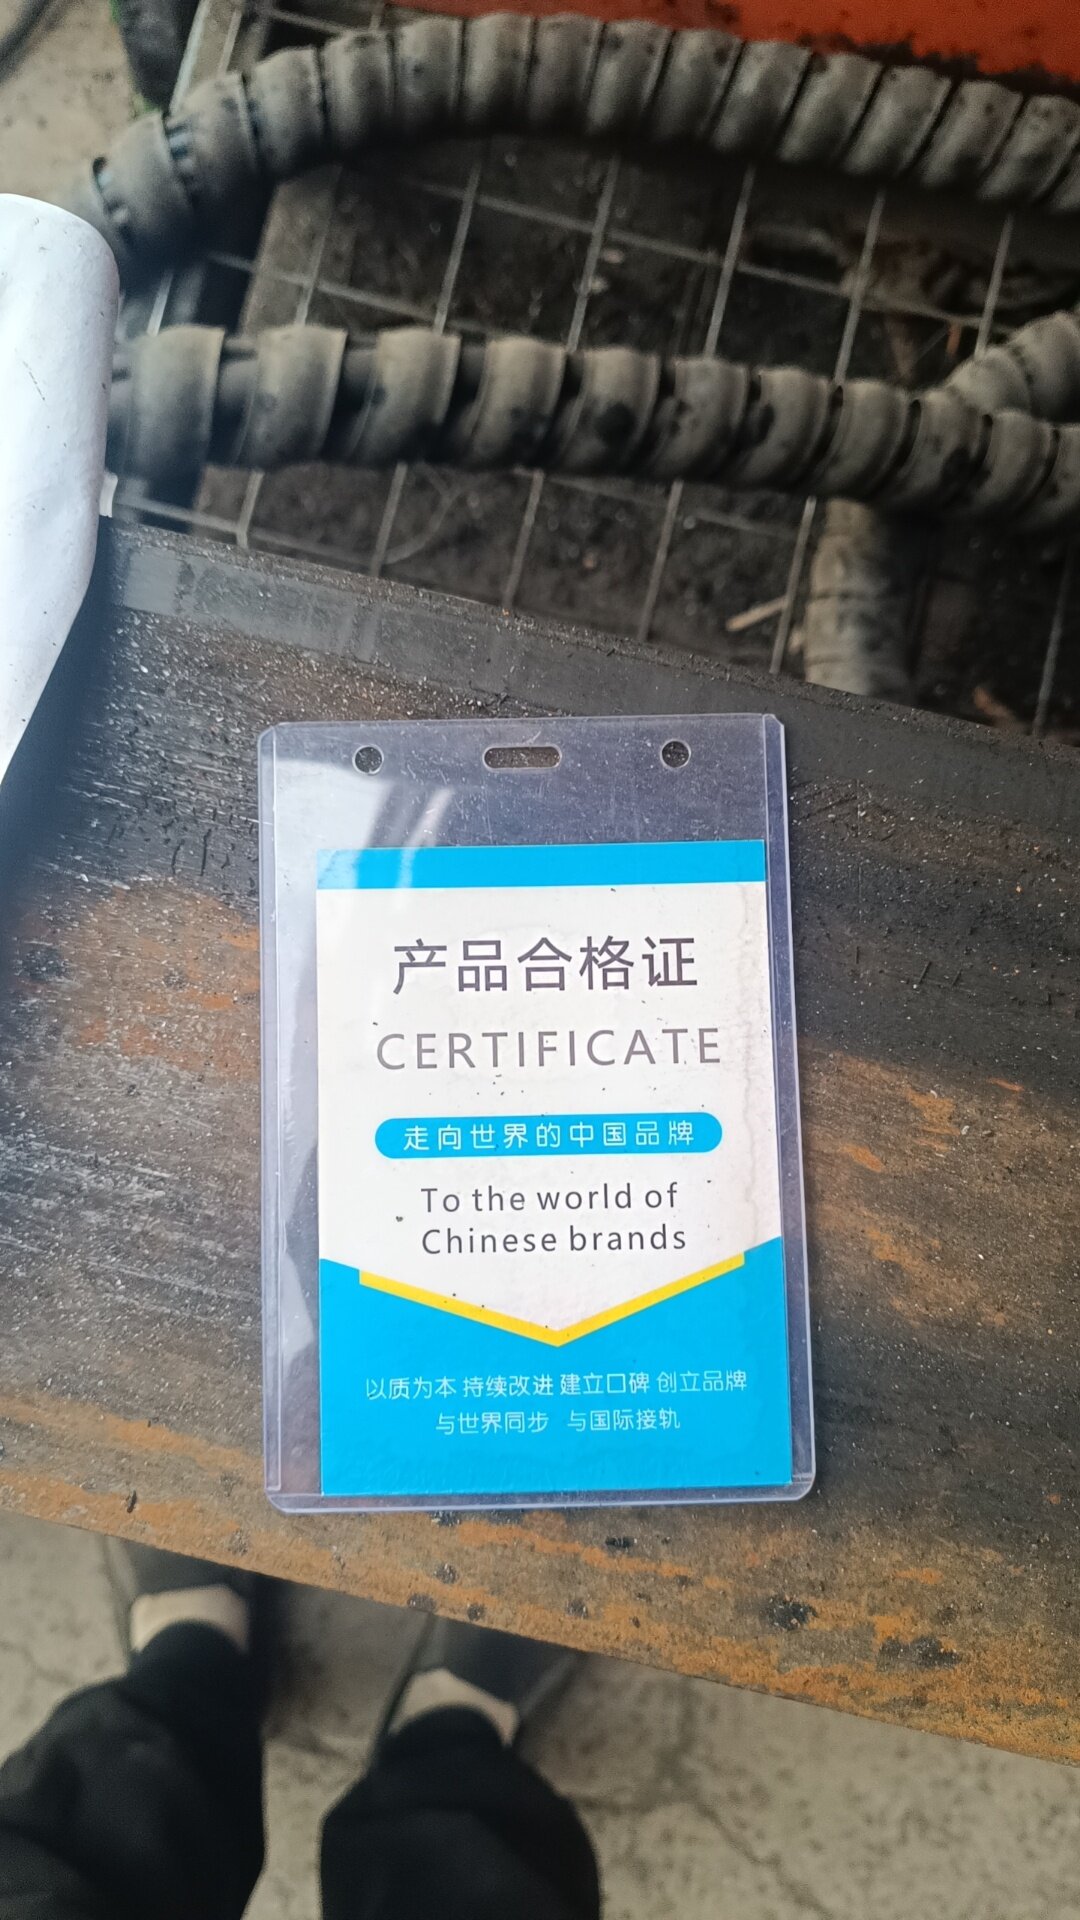 产品合格证
CERTIFICATE
走向世界的中国品牌
To the world of
Chinese brands
以质为本 持续改进 建立口碑 创立品牌
与世界同步 与国际接轨